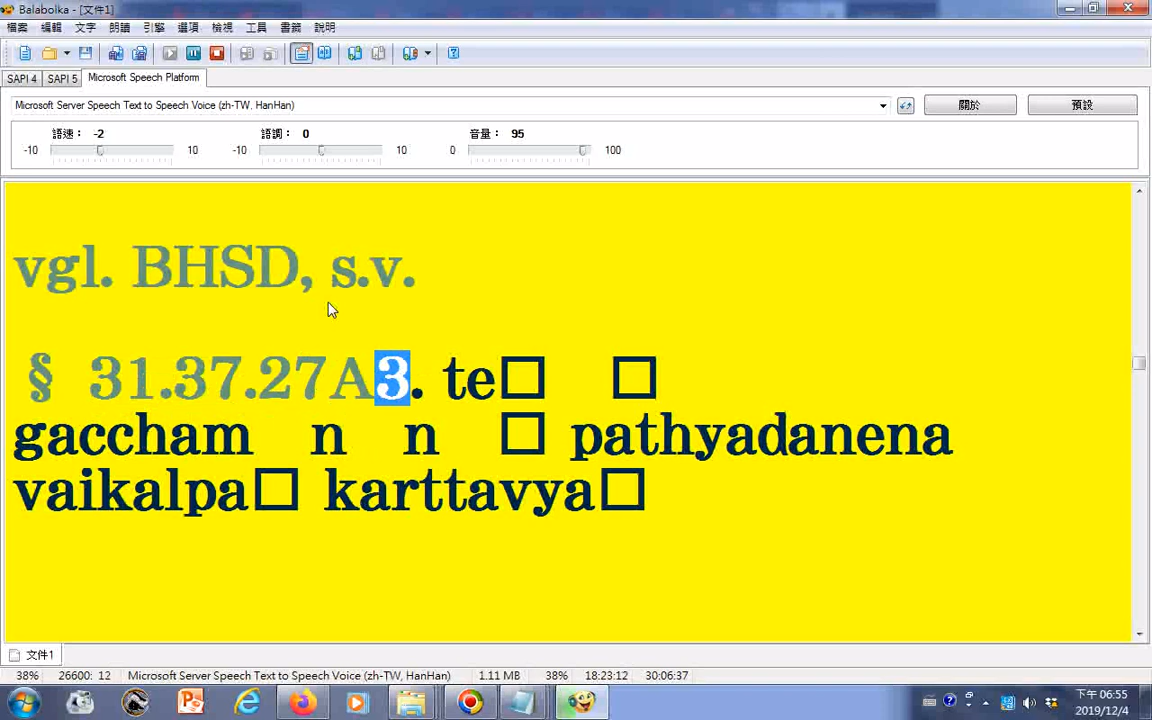 Balabolka - [文件1]
檔案 編輯 文字 朗讀 引擎 選項 檢視 工具 書籤 說明
SAPI 4 SAPI 5 Microsoft Speech Platform
Microsoft Server Speech Text to Speech Voice (zh-TW, HanHan) 關於 預設
語速： -2 語調： 0 音量： 95
-10 10 -10 10 0 100
vgl. BHSD, s.v.
§ 31.37.27A3. te□ □
gaccham n n □ pathyadanena
vaikalpa□ karttavya□
文件1
38% 26600: 12 Microsoft Server Speech Text to Speech Voice (zh-TW, HanHan) 1.11 MB 38% 18:23:12 30:06:37
下午 06:55
2019/12/4